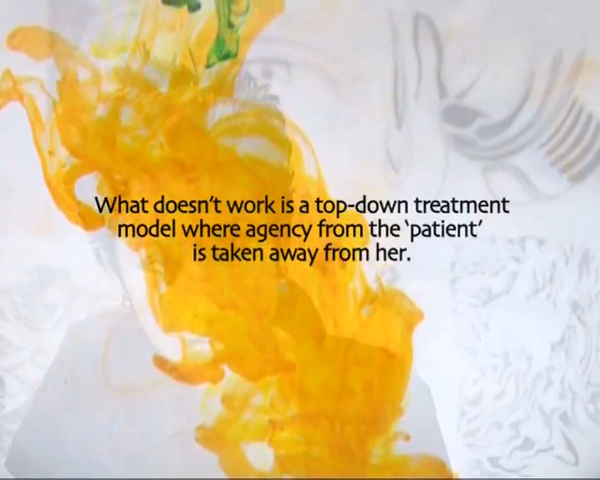 What doesn't work is a top-down treatment
model where agency from the 'patient'
is taken away from her.